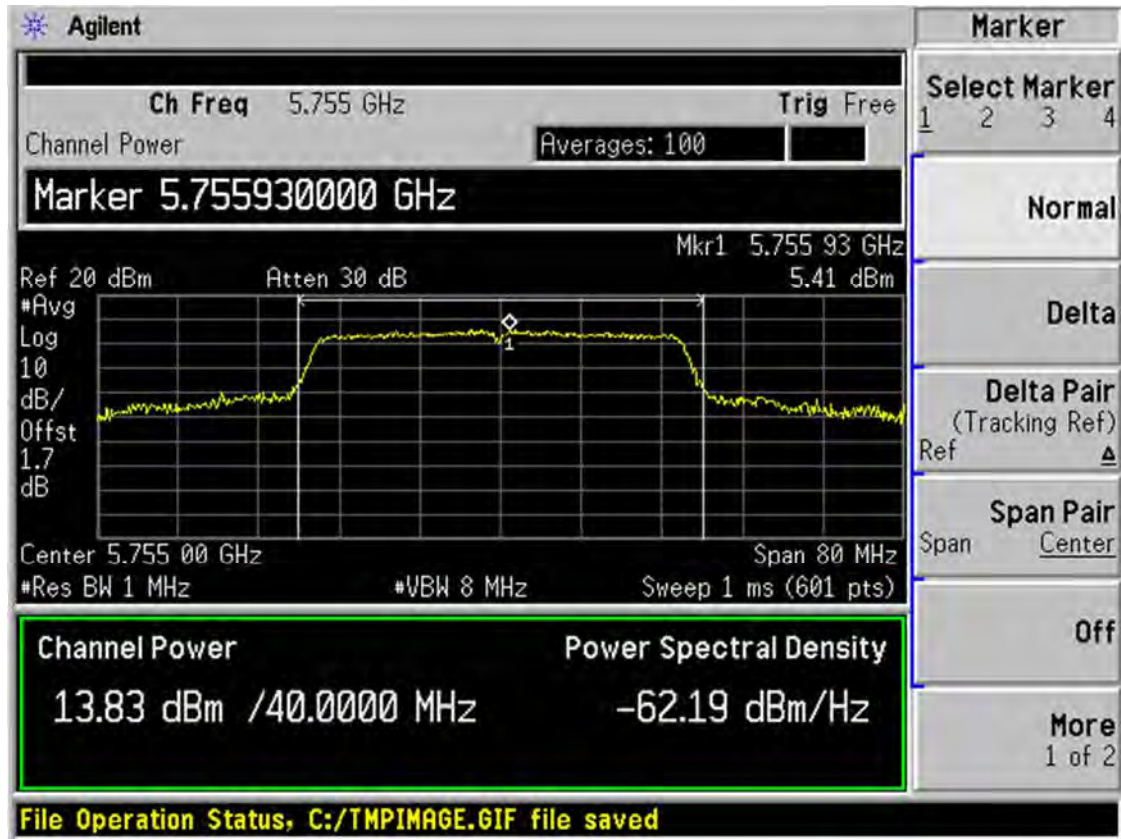 Agilent
Marker
Ch Freq 5.755 GHz
Trig Free
Channel Power
Averages: 100
Marker 5.755930000 GHz
Mkr1 5.755 93 GHz
Ref 20 dBm
Atten 30 dB
5.41 dBm
#Avg
Log
10
dB/
Offst
1.7
dB
1
Center 5.755 00 GHz
Span 80 MHz
#Res BW 1 MHz
#VBW 8 MHz
Sweep 1 ms (601 pts)
Channel Power
Power Spectral Density
13.83 dBm /40.0000 MHz
-62.19 dBm/Hz
File Operation Status, C:/TMPIMAGE.GIF file saved
Select Marker
1 2 3 4
Normal
Delta
Delta Pair
(Tracking Ref)
Ref Δ
Span Pair
Span Center
Off
More
1 of 2